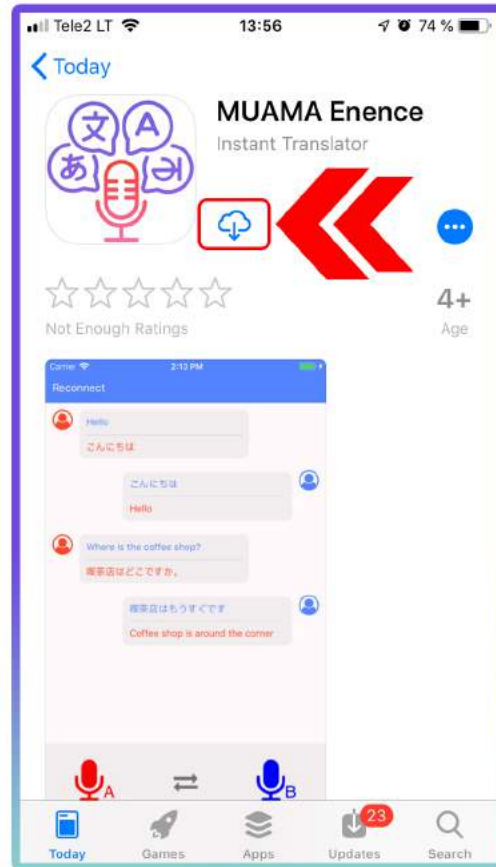 Tele2 LT 13:56 74 %
Today
文 A
あ
MUAMA Enence
Instant Translator
Not Enough Ratings
4+
Age
Carrier 2:13 PM
Reconnect
Hello
こんにちは
こんにちは
Hello
Where is the coffee shop?
喫茶店はどこですか。
喫茶店はもうすぐです
Coffee shop is around the corner
A
B
23
Today Games Apps Updates Search